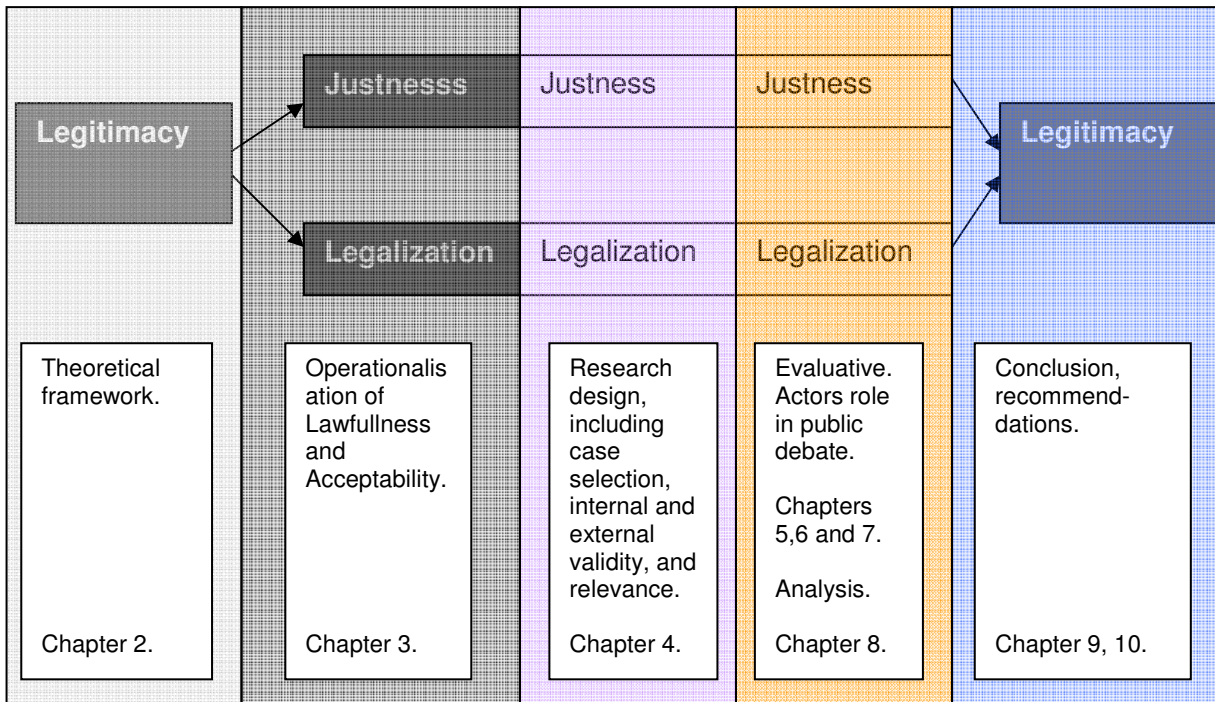 Legitimacy
Justnesss
Justness
Justness
Legitimacy
Legalization
Legalization
Legalization
Theoretical
framework.
Chapter 2.
Operationalis
ation of
Lawfullness
and
Acceptability.
Chapter 3.
Research
design,
including
case
selection,
internal and
external
validity, and
relevance.
Chapter 4.
Evaluative.
Actors role
in public
debate.
Chapters
5,6 and 7.
Analysis.
Chapter 8.
Conclusion,
recommend-
dations.
Chapter 9, 10.